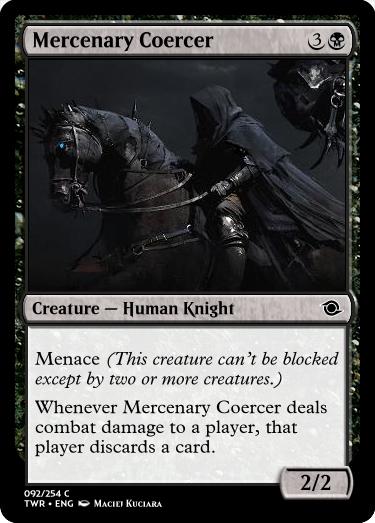 Mercenary Coercer 3
Creature — Human Knight
Menace (This creature can't be blocked
except by two or more creatures.)
Whenever Mercenary Coercer deals
combat damage to a player, that
player discards a card.
2/2
092/254 C
TWR • ENG Maciej Kuciara